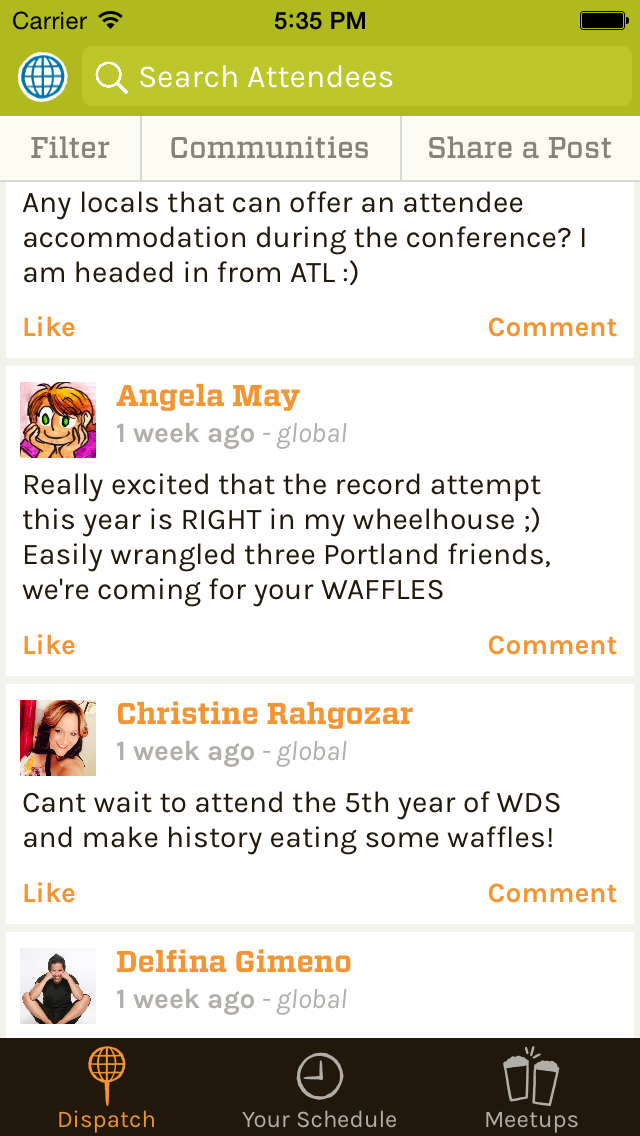 Carrier 5:35 PM
Search Attendees
Filter Communities Share a Post
Any locals that can offer an attendee
accommodation during the conference? I
am headed in from ATL :)
Like Comment
Angela May
1 week ago - global
Really excited that the record attempt
this year is RIGHT in my wheelhouse ;)
Easily wrangled three Portland friends,
we're coming for your WAFFLES
Like Comment
Christine Rahgozar
1 week ago - global
Cant wait to attend the 5th year of WDS
and make history eating some waffles!
Like Comment
Delfina Gimeno
1 week ago - global
Dispatch Your Schedule Meetups